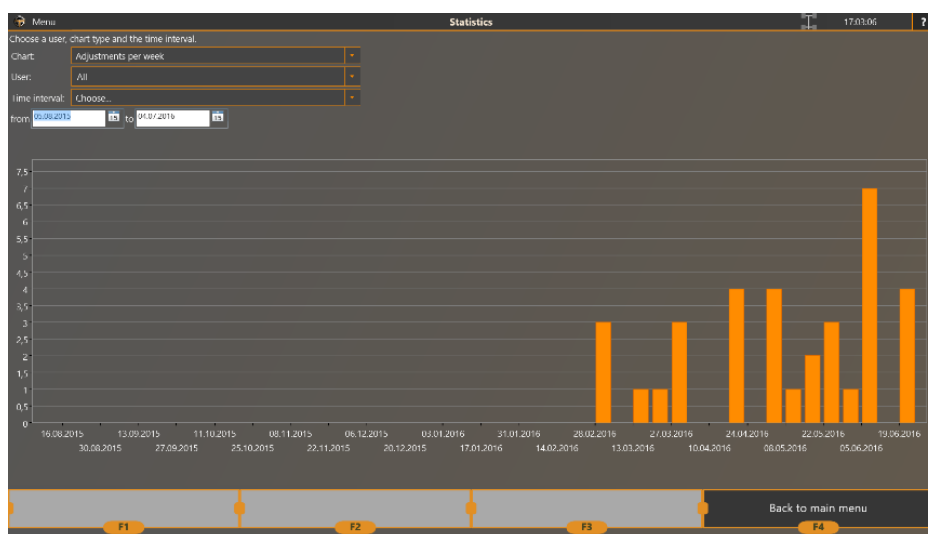 Menu Statistics 17:03:06 ?
Choose a user, chart type and the time interval.
Chart: Adjustments per week
User: All
Time interval: Choose...
from 05.08.2015 15 to 04.07.2016 15
7,5
7
6,5
6
5,5
5
4,5
4
3,5
3
2,5
2
1,5
1
0,5
0
16.08.2015 13.09.2015 11.10.2015 08.11.2015 06.12.2015 03.01.2016 31.01.2016 28.02.2016 27.03.2016 24.04.2016 22.05.2016 19.06.2016
30.08.2015 27.09.2015 25.10.2015 22.11.2015 20.12.2015 17.01.2016 14.02.2016 13.03.2016 10.04.2016 08.05.2016 05.06.2016
Back to main menu
F1 F2 F3 F4